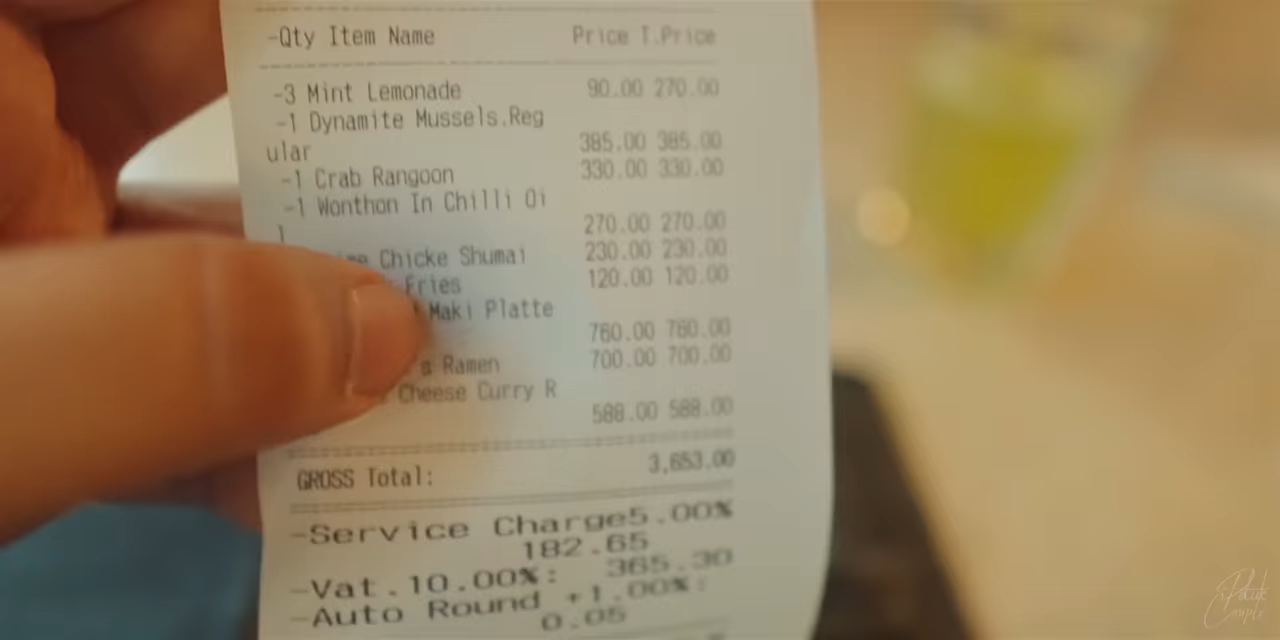 -Qty Item Name Price T.Price
-3 Mint Lemonade 90.00 270.00
-1 Dynamite Mussels.Reg
ular 385.00 385.00
-1 Crab Rangoon 330.00 330.00
-1 Wonthon In Chilli Oi
l 270.00 270.00
Chicke Shumai 230.00 230.00
Fries 120.00 120.00
Maki Platte
760.00 760.00
Ramen 700.00 700.00
Cheese Curry R
588.00 588.00
GROSS Total: 3,653.00
-Service Charge5.00%
182.65
-Vat.10.00%: 365.30
-Auto Round +1.00%:
0.05